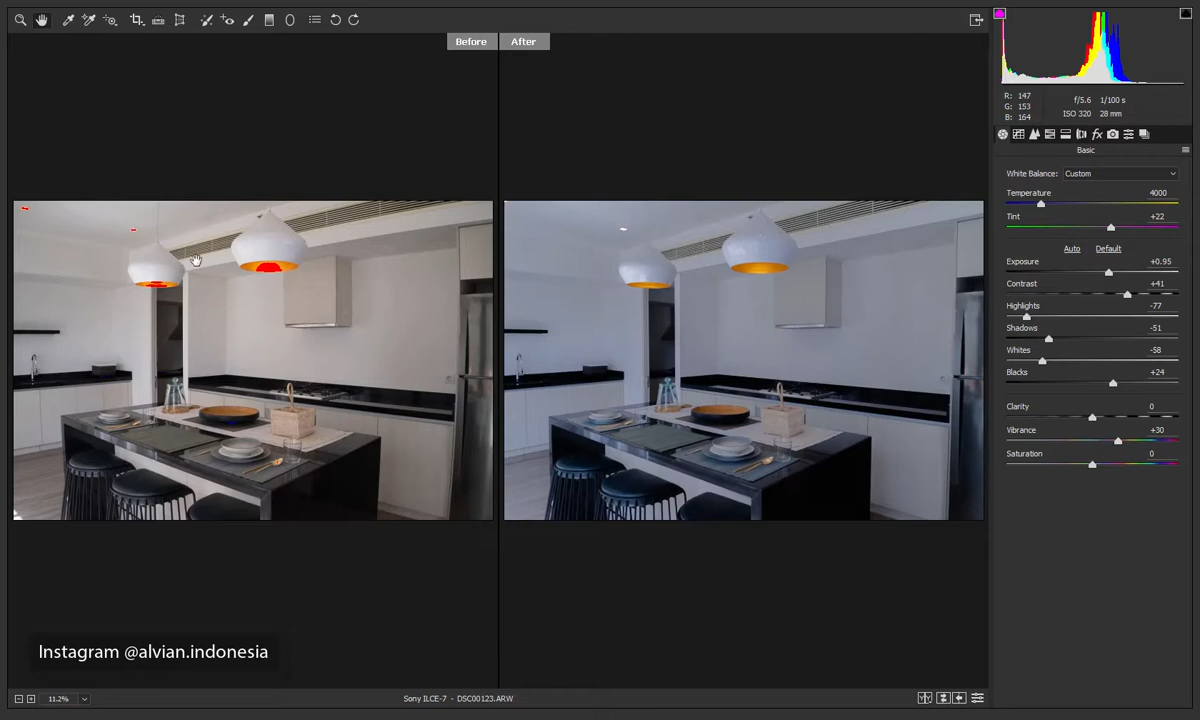 Before
After
R: 147
G: 153
B: 164
f/5.6 1/100 s
ISO 320 28 mm
fx
Basic
White Balance: Custom
Temperature 4000
Tint +22
Auto Default
Exposure +0.95
Contrast +41
Highlights -77
Shadows -51
Whites -58
Blacks +24
Clarity 0
Vibrance +30
Saturation 0
Instagram @alvian.indonesia
11.2%
Sony ILCE-7 - DSC00123.ARW
Y Y